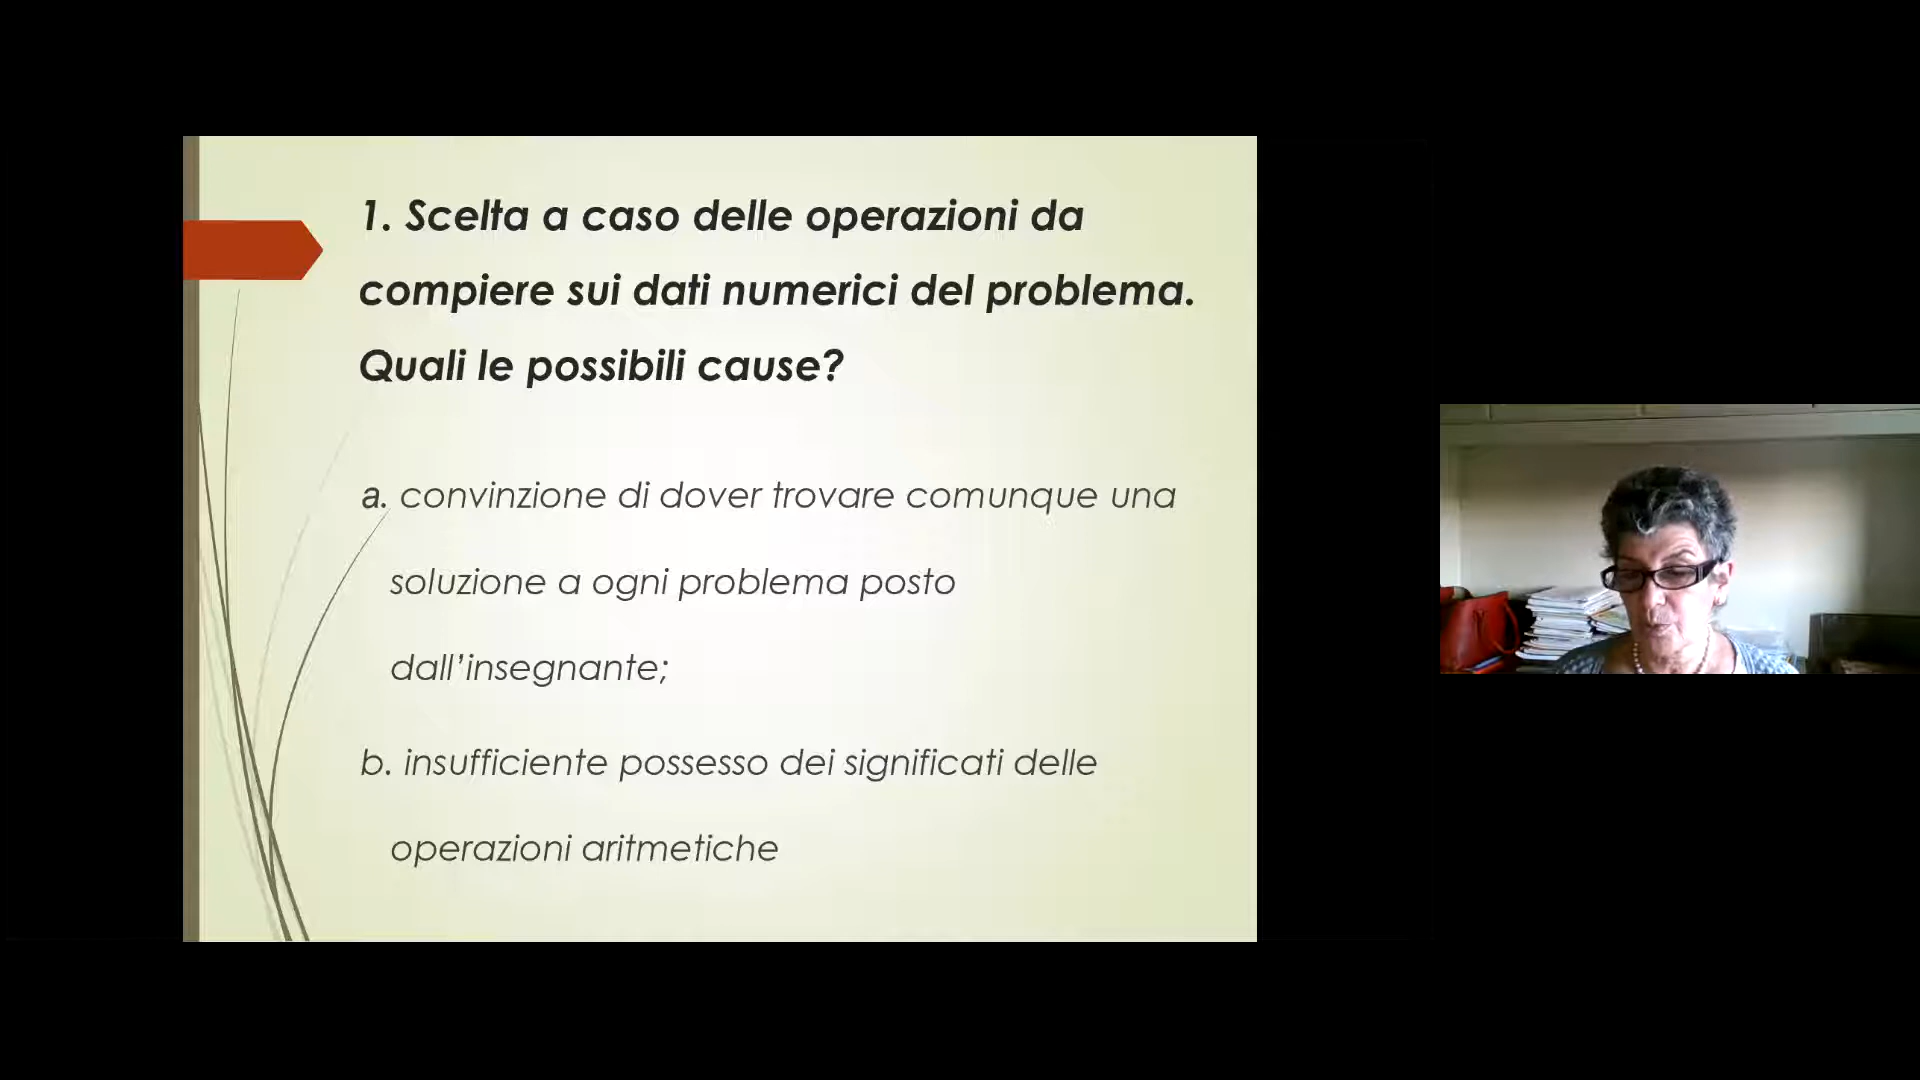 1. Scelta a caso delle operazioni da
compiere sui dati numerici del problema.
Quali le possibili cause?
a. convinzione di dover trovare comunque una
soluzione a ogni problema posto
dall’insegnante;
b. insufficiente possesso dei significati delle
operazioni aritmetiche